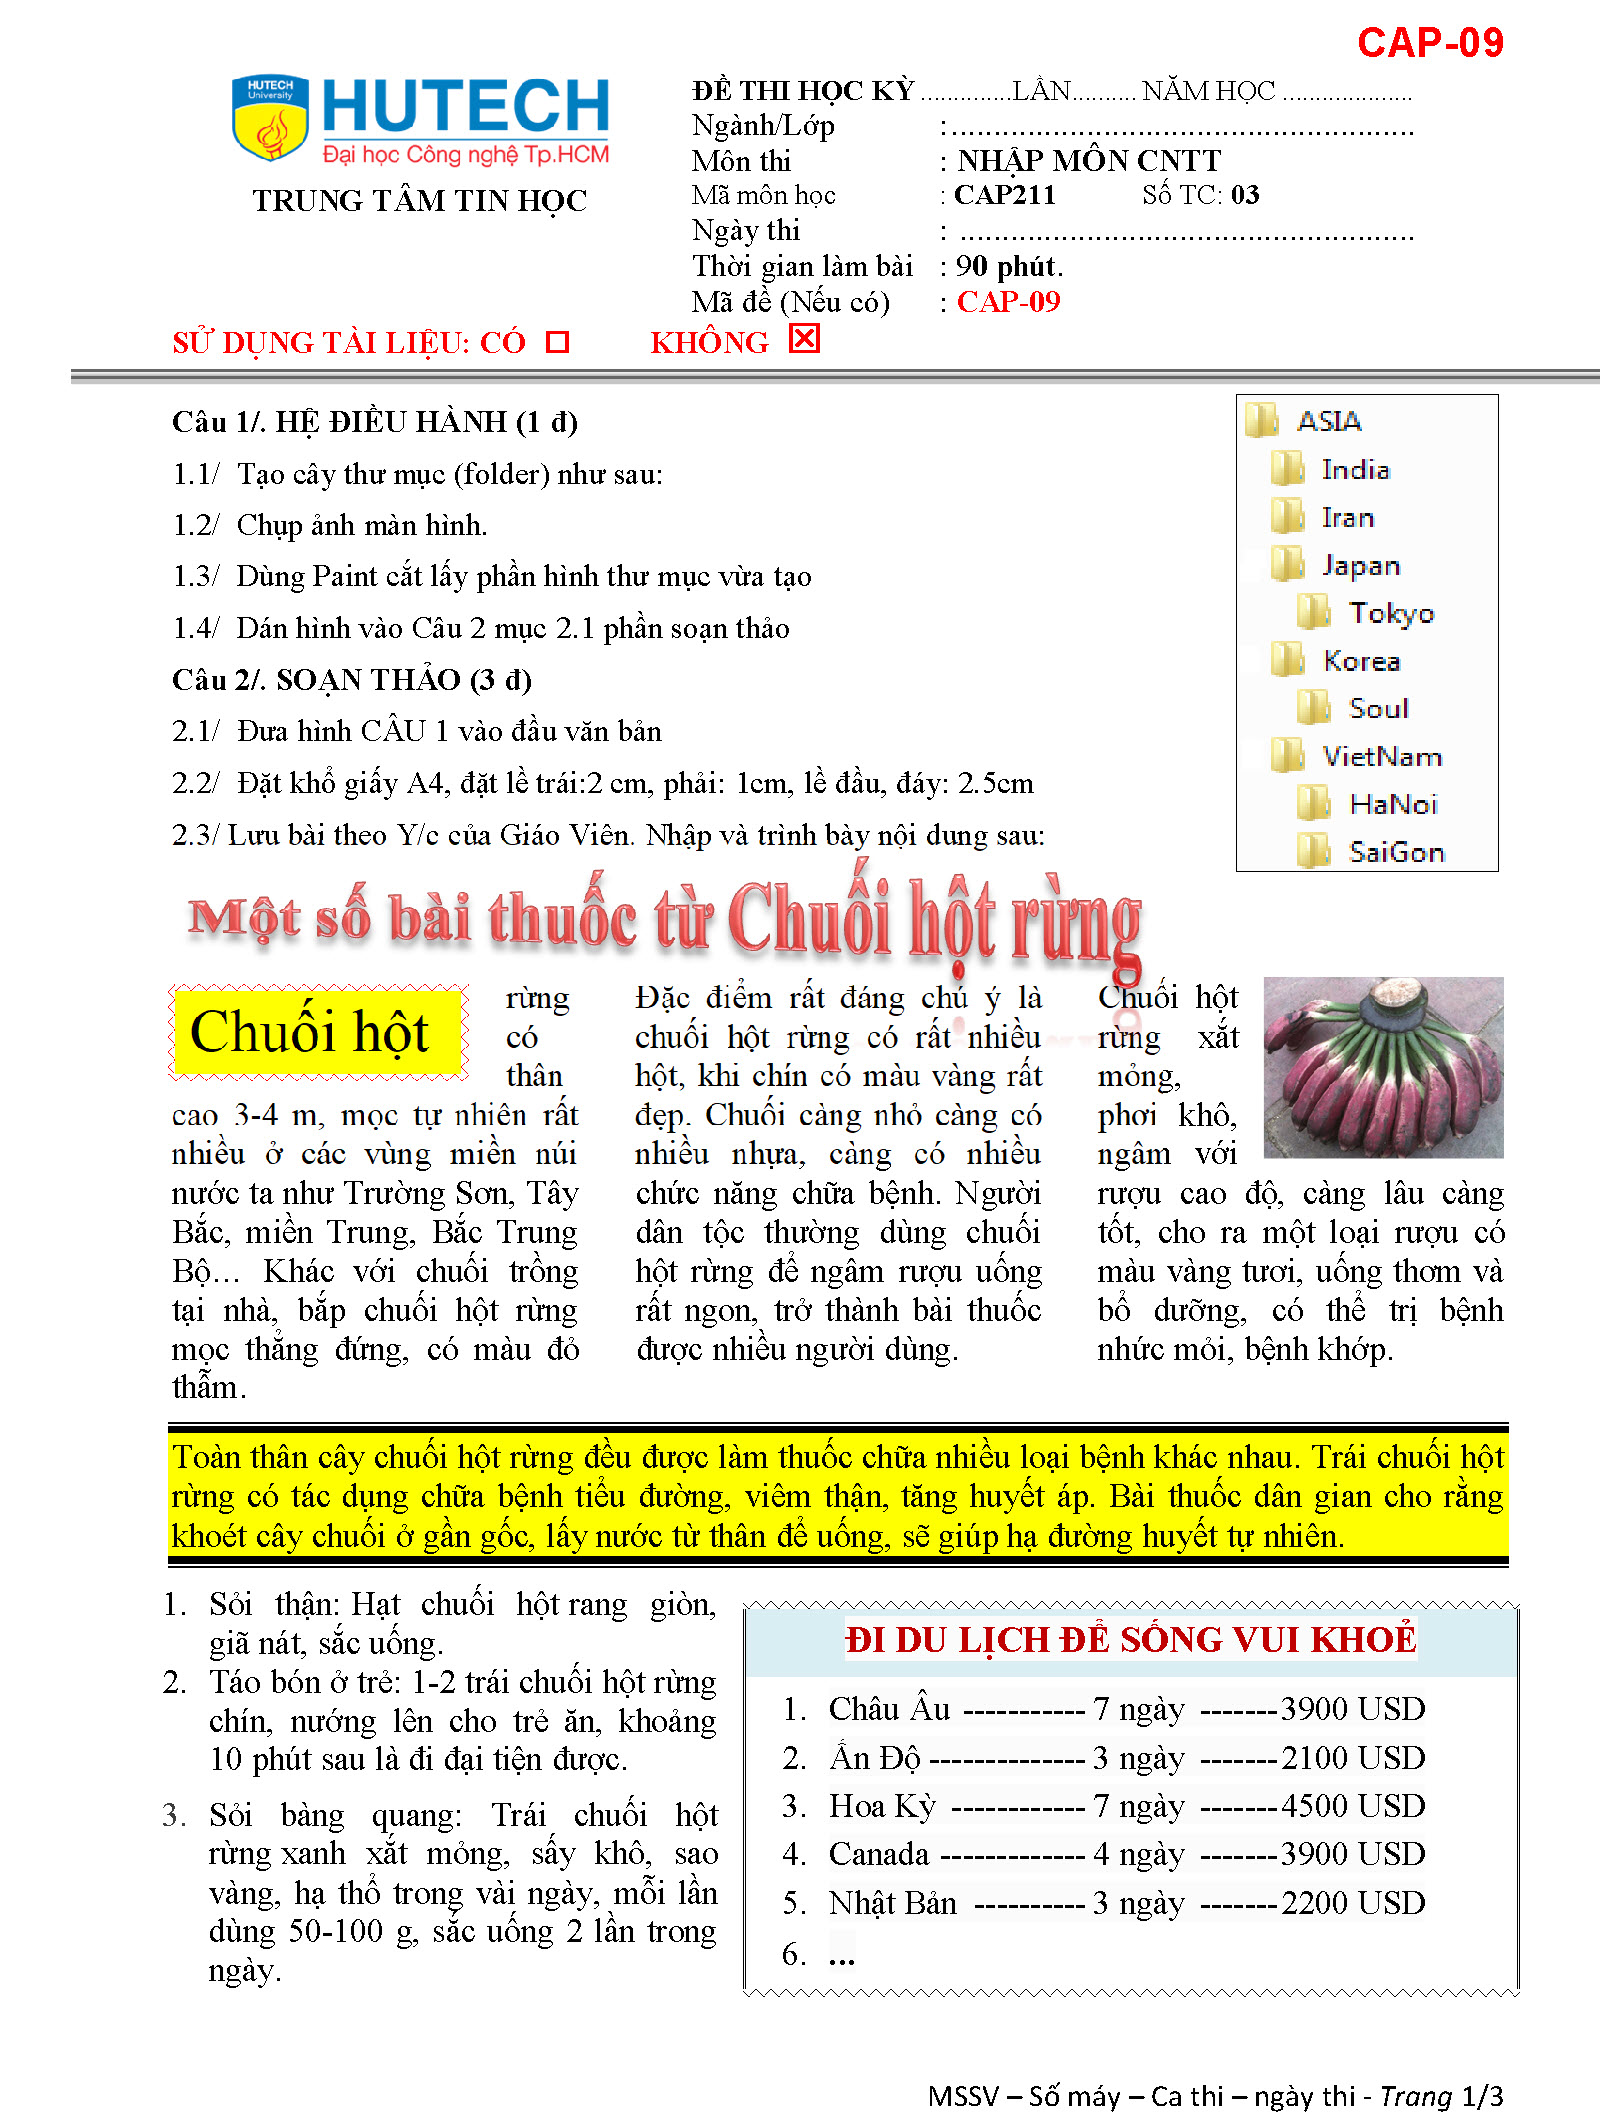 CAP-09
HUTECH
University
HUTECH
Đại học Công nghệ Tp.HCM
TRUNG TÂM TIN HỌC
ĐỀ THI HỌC KỲ ..............LẦN.......... NĂM HỌC ....................
Ngành/Lớp :.......................................................
Môn thi : NHẬP MÔN CNTT
Mã môn học : CAP211 Số TC: 03
Ngày thi : ......................................................
Thời gian làm bài : 90 phút.
Mã đề (Nếu có) : CAP-09
SỬ DỤNG TÀI LIỆU: CÓ ☐ KHÔNG ☒
Câu 1/. HỆ ĐIỀU HÀNH (1 đ)
1.1/ Tạo cây thư mục (folder) như sau:
1.2/ Chụp ảnh màn hình.
1.3/ Dùng Paint cắt lấy phần hình thư mục vừa tạo
1.4/ Dán hình vào Câu 2 mục 2.1 phần soạn thảo
Câu 2/. SOẠN THẢO (3 đ)
2.1/ Đưa hình CÂU 1 vào đầu văn bản
2.2/ Đặt khổ giấy A4, đặt lề trái:2 cm, phải: 1cm, lề đầu, đáy: 2.5cm
2.3/ Lưu bài theo Y/c của Giáo Viên. Nhập và trình bày nội dung sau:
ASIA
India
Iran
Japan
Tokyo
Korea
Soul
VietNam
HaNoi
SaiGon
Một số bài thuốc từ Chuối hột rừng
Chuối hột
rừng
có
thân
cao 3-4 m, mọc tự nhiên rất
nhiều ở các vùng miền núi
nước ta như Trường Sơn, Tây
Bắc, miền Trung, Bắc Trung
Bộ… Khác với chuối trồng
tại nhà, bắp chuối hột rừng
mọc thẳng đứng, có màu đỏ
thẫm.
Đặc điểm rất đáng chú ý là
chuối hột rừng có rất nhiều
hột, khi chín có màu vàng rất
đẹp. Chuối càng nhỏ càng có
nhiều nhựa, càng có nhiều
chức năng chữa bệnh. Người
dân tộc thường dùng chuối
hột rừng để ngâm rượu uống
rất ngon, trở thành bài thuốc
được nhiều người dùng.
Chuối hột
rừng xắt
mỏng,
phơi khô,
ngâm với
rượu cao độ, càng lâu càng
tốt, cho ra một loại rượu có
màu vàng tươi, uống thơm và
bổ dưỡng, có thể trị bệnh
nhức mỏi, bệnh khớp.
Toàn thân cây chuối hột rừng đều được làm thuốc chữa nhiều loại bệnh khác nhau. Trái chuối hột
rừng có tác dụng chữa bệnh tiểu đường, viêm thận, tăng huyết áp. Bài thuốc dân gian cho rằng
khoét cây chuối ở gần gốc, lấy nước từ thân để uống, sẽ giúp hạ đường huyết tự nhiên.
1. Sỏi thận: Hạt chuối hột rang giòn,
giã nát, sắc uống.
2. Táo bón ở trẻ: 1-2 trái chuối hột rừng
chín, nướng lên cho trẻ ăn, khoảng
10 phút sau là đi đại tiện được.
3. Sỏi bàng quang: Trái chuối hột
rừng xanh xắt mỏng, sấy khô, sao
vàng, hạ thổ trong vài ngày, mỗi lần
dùng 50-100 g, sắc uống 2 lần trong
ngày.
ĐI DU LỊCH ĐỂ SỐNG VUI KHOẺ
1. Châu Âu ----------- 7 ngày -------3900 USD
2. Ấn Độ -------------- 3 ngày -------2100 USD
3. Hoa Kỳ ------------ 7 ngày -------4500 USD
4. Canada ------------- 4 ngày -------3900 USD
5. Nhật Bản ---------- 3 ngày -------2200 USD
6. ...
MSSV – Số máy – Ca thi – ngày thi - Trang 1/3